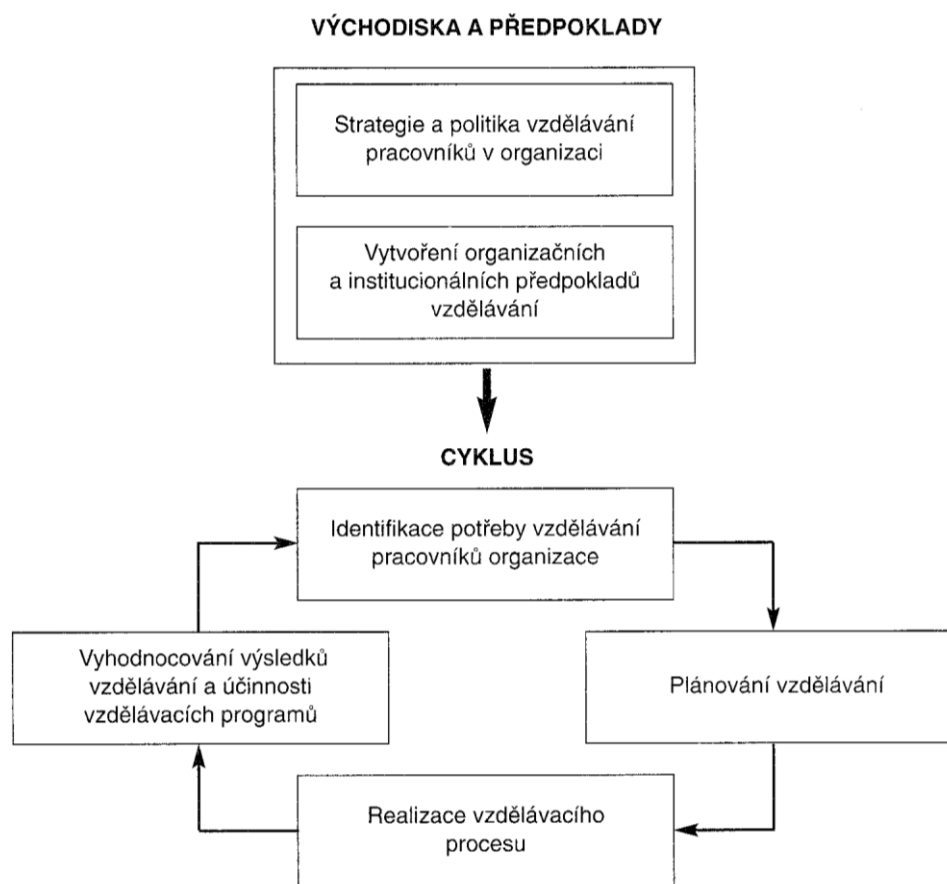 VÝCHODISKA A PŘEDPOKLADY
Strategie a politika vzdělávání
pracovníků v organizaci
Vytvoření organizačních
a institucionálních předpokladů
vzdělávání
CYKLUS
Identifikace potřeby vzdělávání
pracovníků organizace
Vyhodnocování výsledků
vzdělávání a účinnosti
vzdělávacích programů
Plánování vzdělávání
Realizace vzdělávacího
procesu